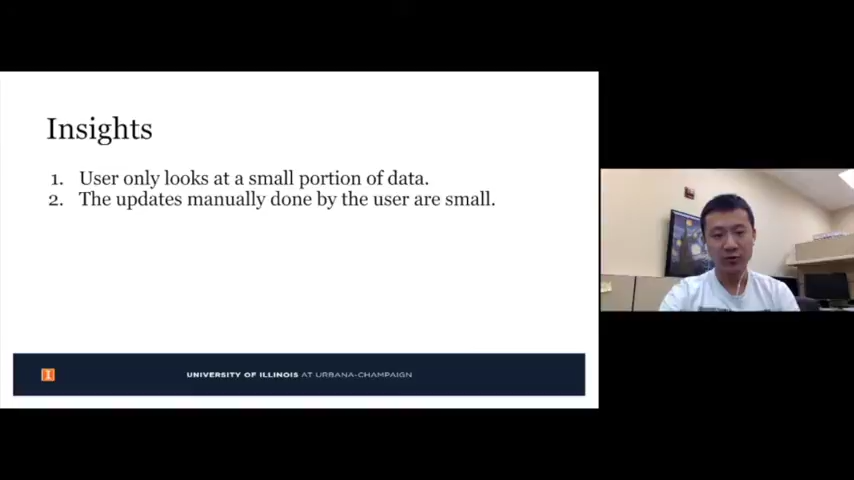 Insights
1. User only looks at a small portion of data.
2. The updates manually done by the user are small.
I
UNIVERSITY OF ILLINOIS AT URBANA-CHAMPAIGN